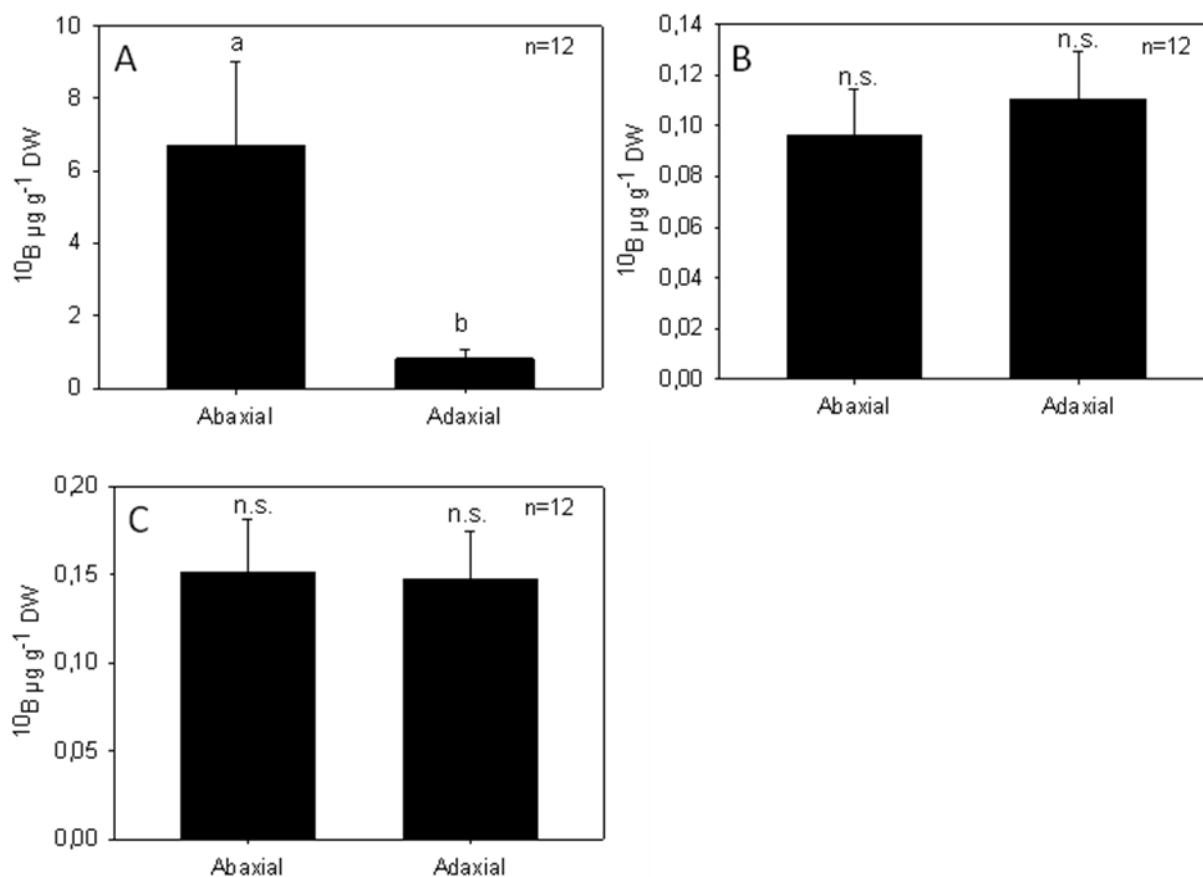 A
n=12
a
b
10
8
6
4
2
0
¹⁰B µg g⁻¹ DW
Abaxial
Adaxial
B
n=12
n.s.
n.s.
0,14
0,12
0,10
0,08
0,06
0,04
0,02
0,00
¹⁰B µg g⁻¹ DW
Abaxial
Adaxial
C
n=12
n.s.
n.s.
0,20
0,15
0,10
0,05
0,00
¹⁰B µg g⁻¹ DW
Abaxial
Adaxial